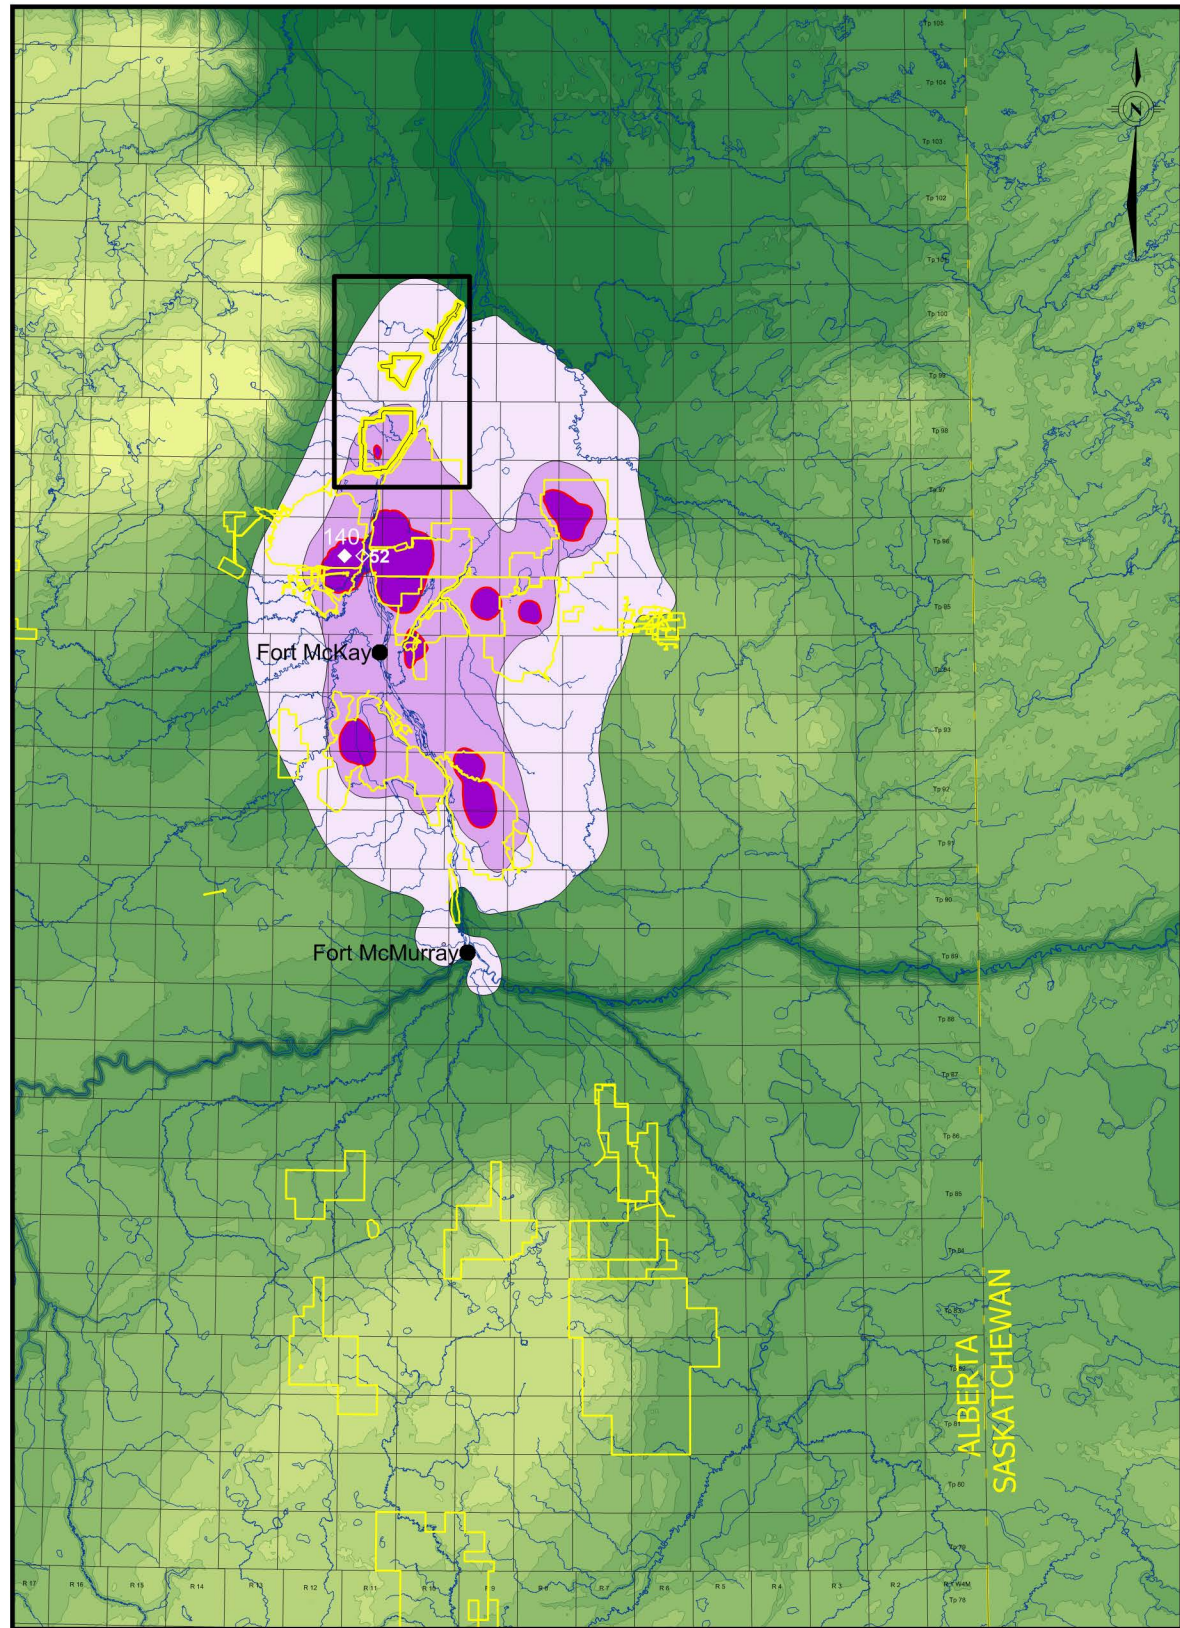 Tp 105
Tp 104
N
Tp 103
Tp 102
Tp 100
Tp 99
Tp 98
Tp 97
140
52
Tp 96
Tp 95
Fort McKay
Tp 94
Tp 93
Tp 92
Tp 91
Tp 90
Fort McMurray
Tp 89
Tp 88
Tp 87
Tp 86
Tp 85
Tp 84
Tp 83
Tp 82
ALBERTA
SASKATCHEWAN
Tp 81
Tp 80
Tp 79
R 17 R 16 R 15 R 14 R 13 R 12 R 11 R 10 R 9 R 8 R 7 R 6 R 5 R 4 R 3 R 2
Tp 78